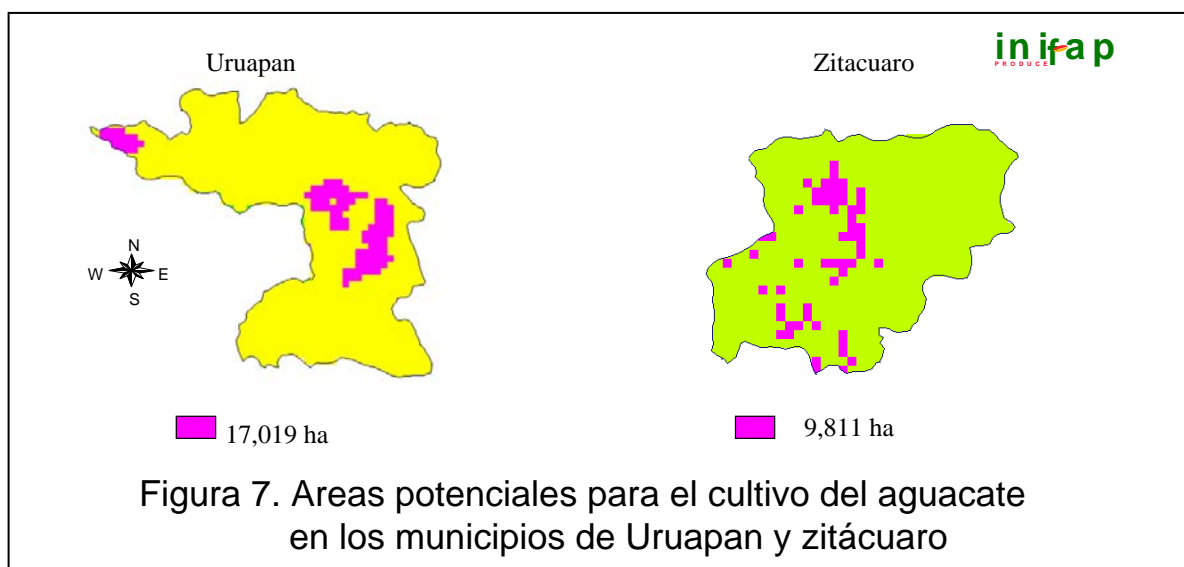 Uruapan
Zitacuaro
inifap
PRODUCE
N
W E
S
17,019 ha
9,811 ha
Figura 7. Areas potenciales para el cultivo del aguacate
en los municipios de Uruapan y zitácuaro